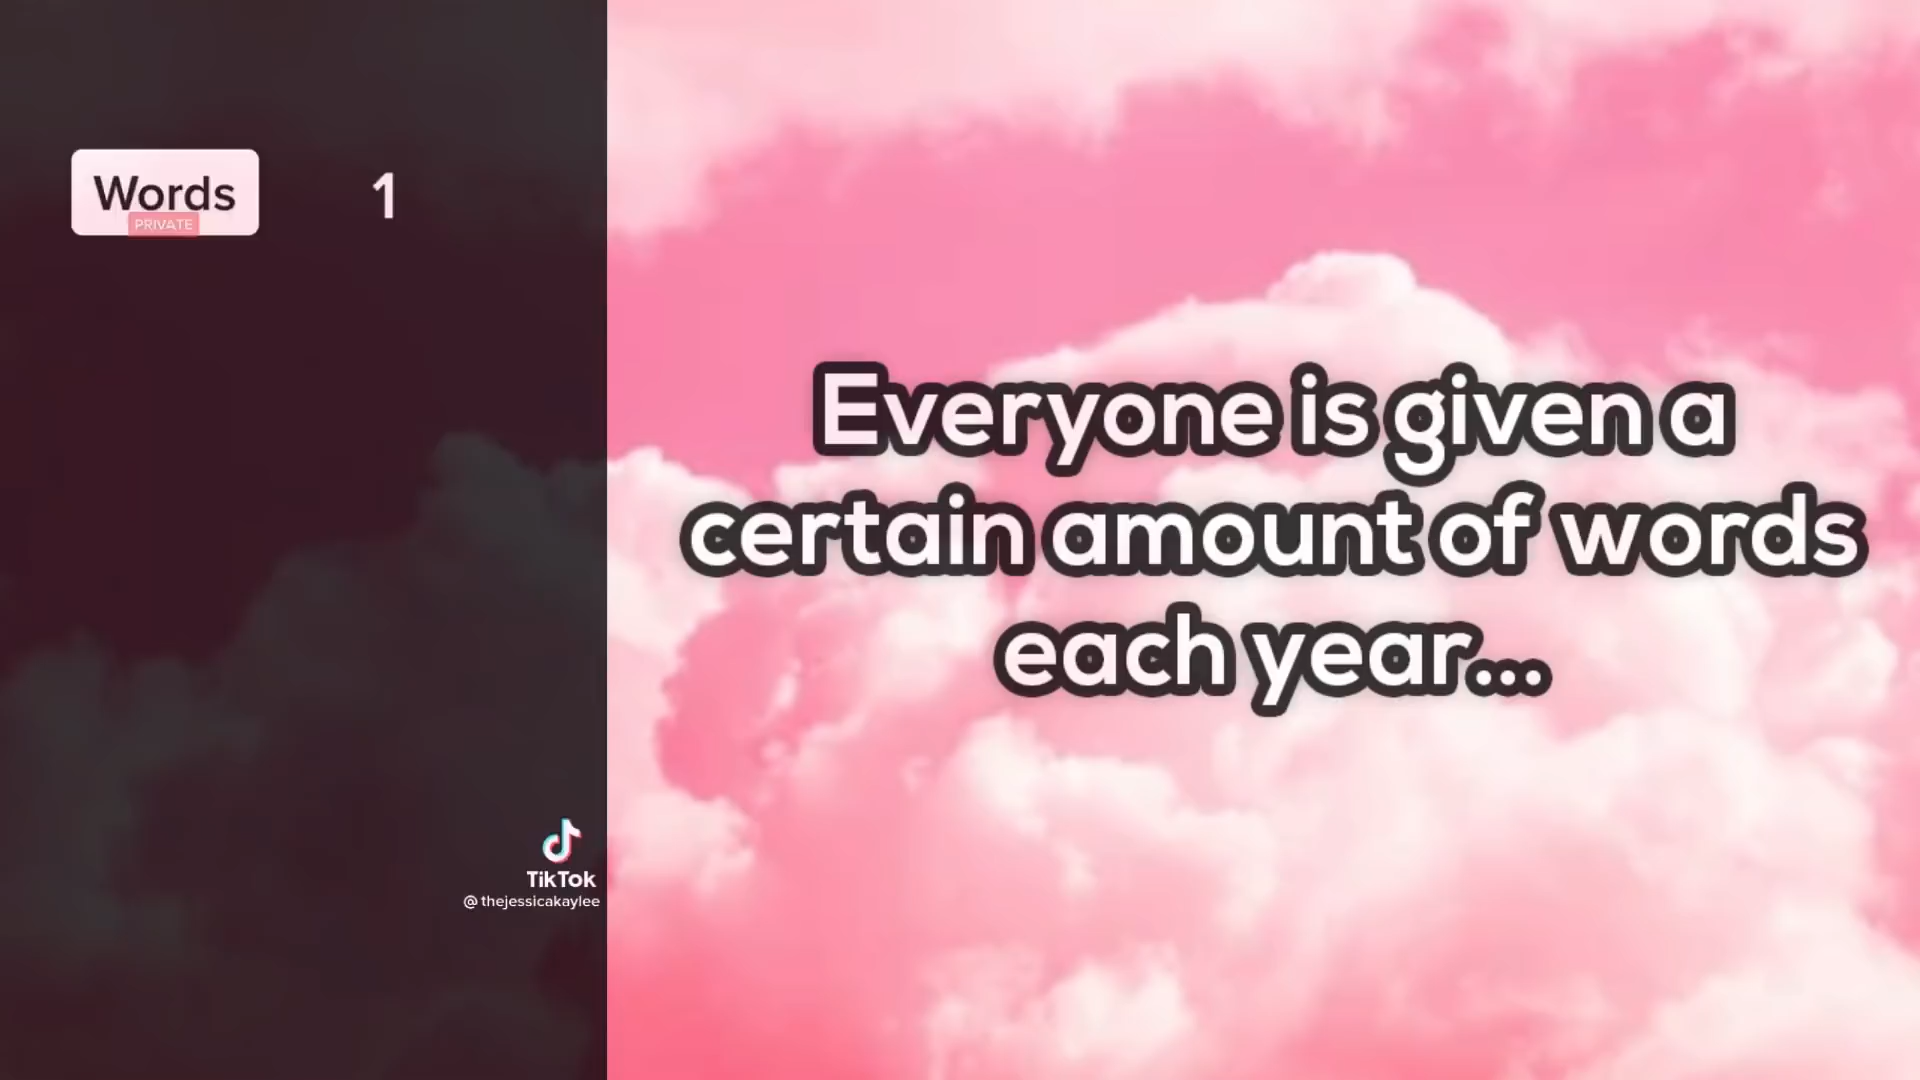 Words
PRIVATE
1
Everyone is given a
certain amount of words
each year...
TikTok
@thejessicakaylee